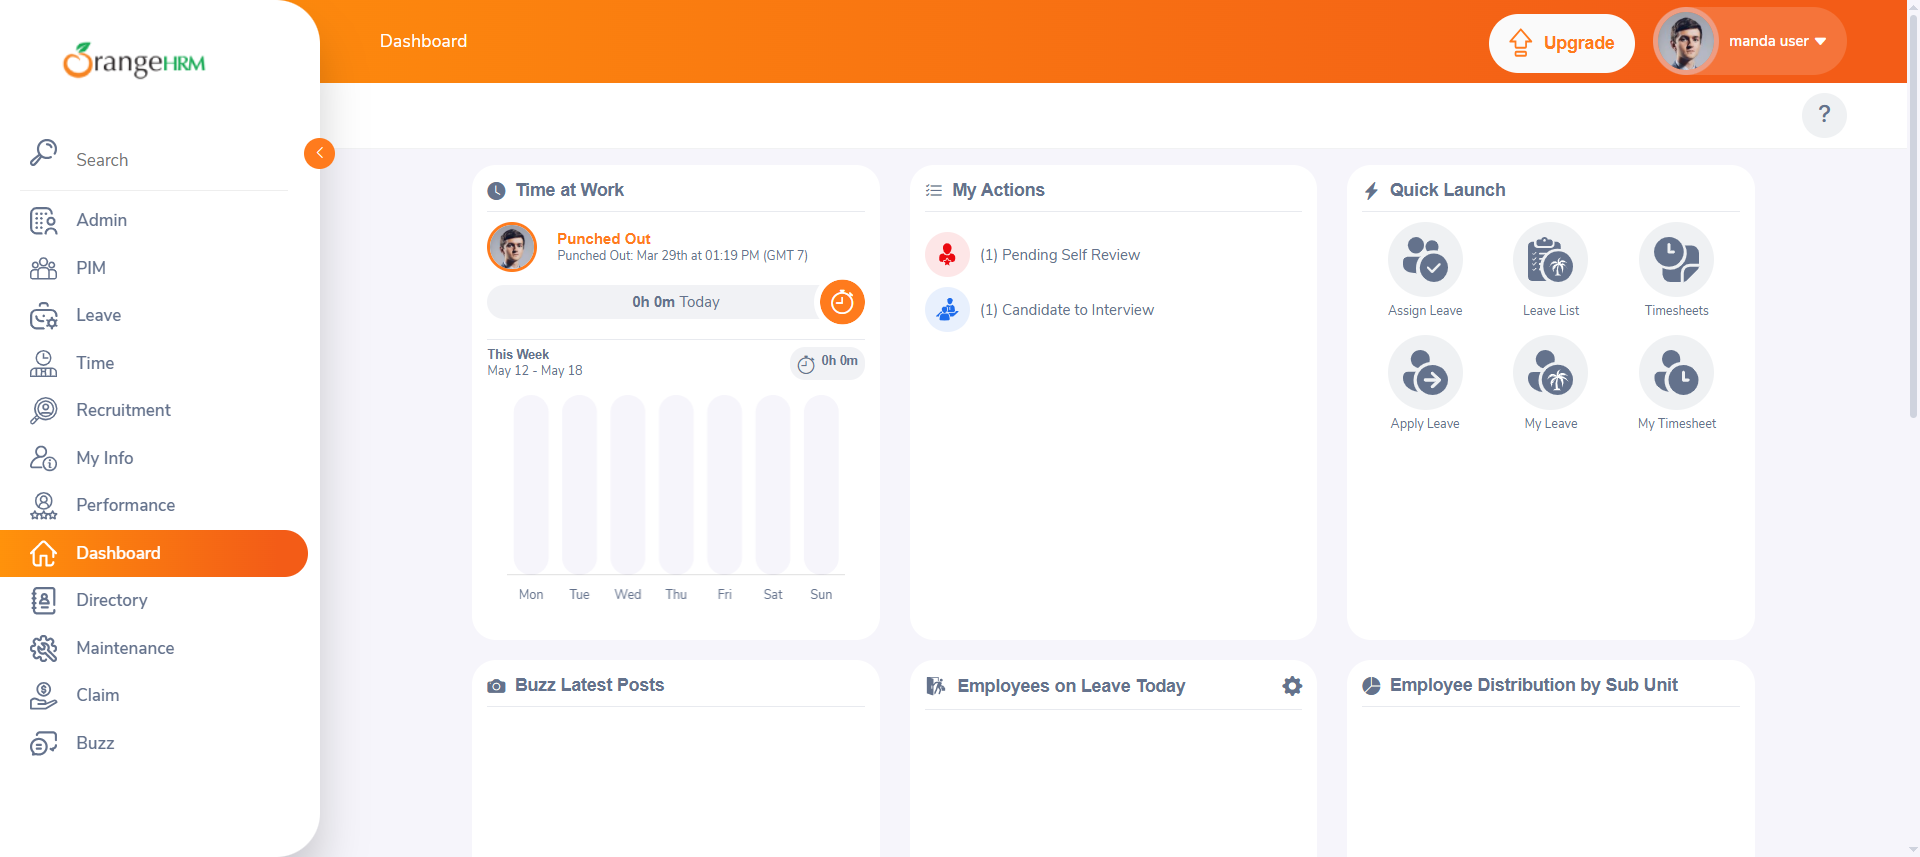 OrangeHRM
Search
Admin
PIM
Leave
Time
Recruitment
My Info
Performance
Dashboard
Directory
Maintenance
Claim
Buzz
Dashboard
Upgrade
manda user
?
Time at Work
Punched Out
Punched Out: Mar 29th at 01:19 PM (GMT 7)
0h 0m Today
This Week
May 12 - May 18
0h 0m
Mon Tue Wed Thu Fri Sat Sun
My Actions
(1) Pending Self Review
(1) Candidate to Interview
Quick Launch
Assign Leave
Leave List
Timesheets
Apply Leave
My Leave
My Timesheet
Buzz Latest Posts
Employees on Leave Today
Employee Distribution by Sub Unit